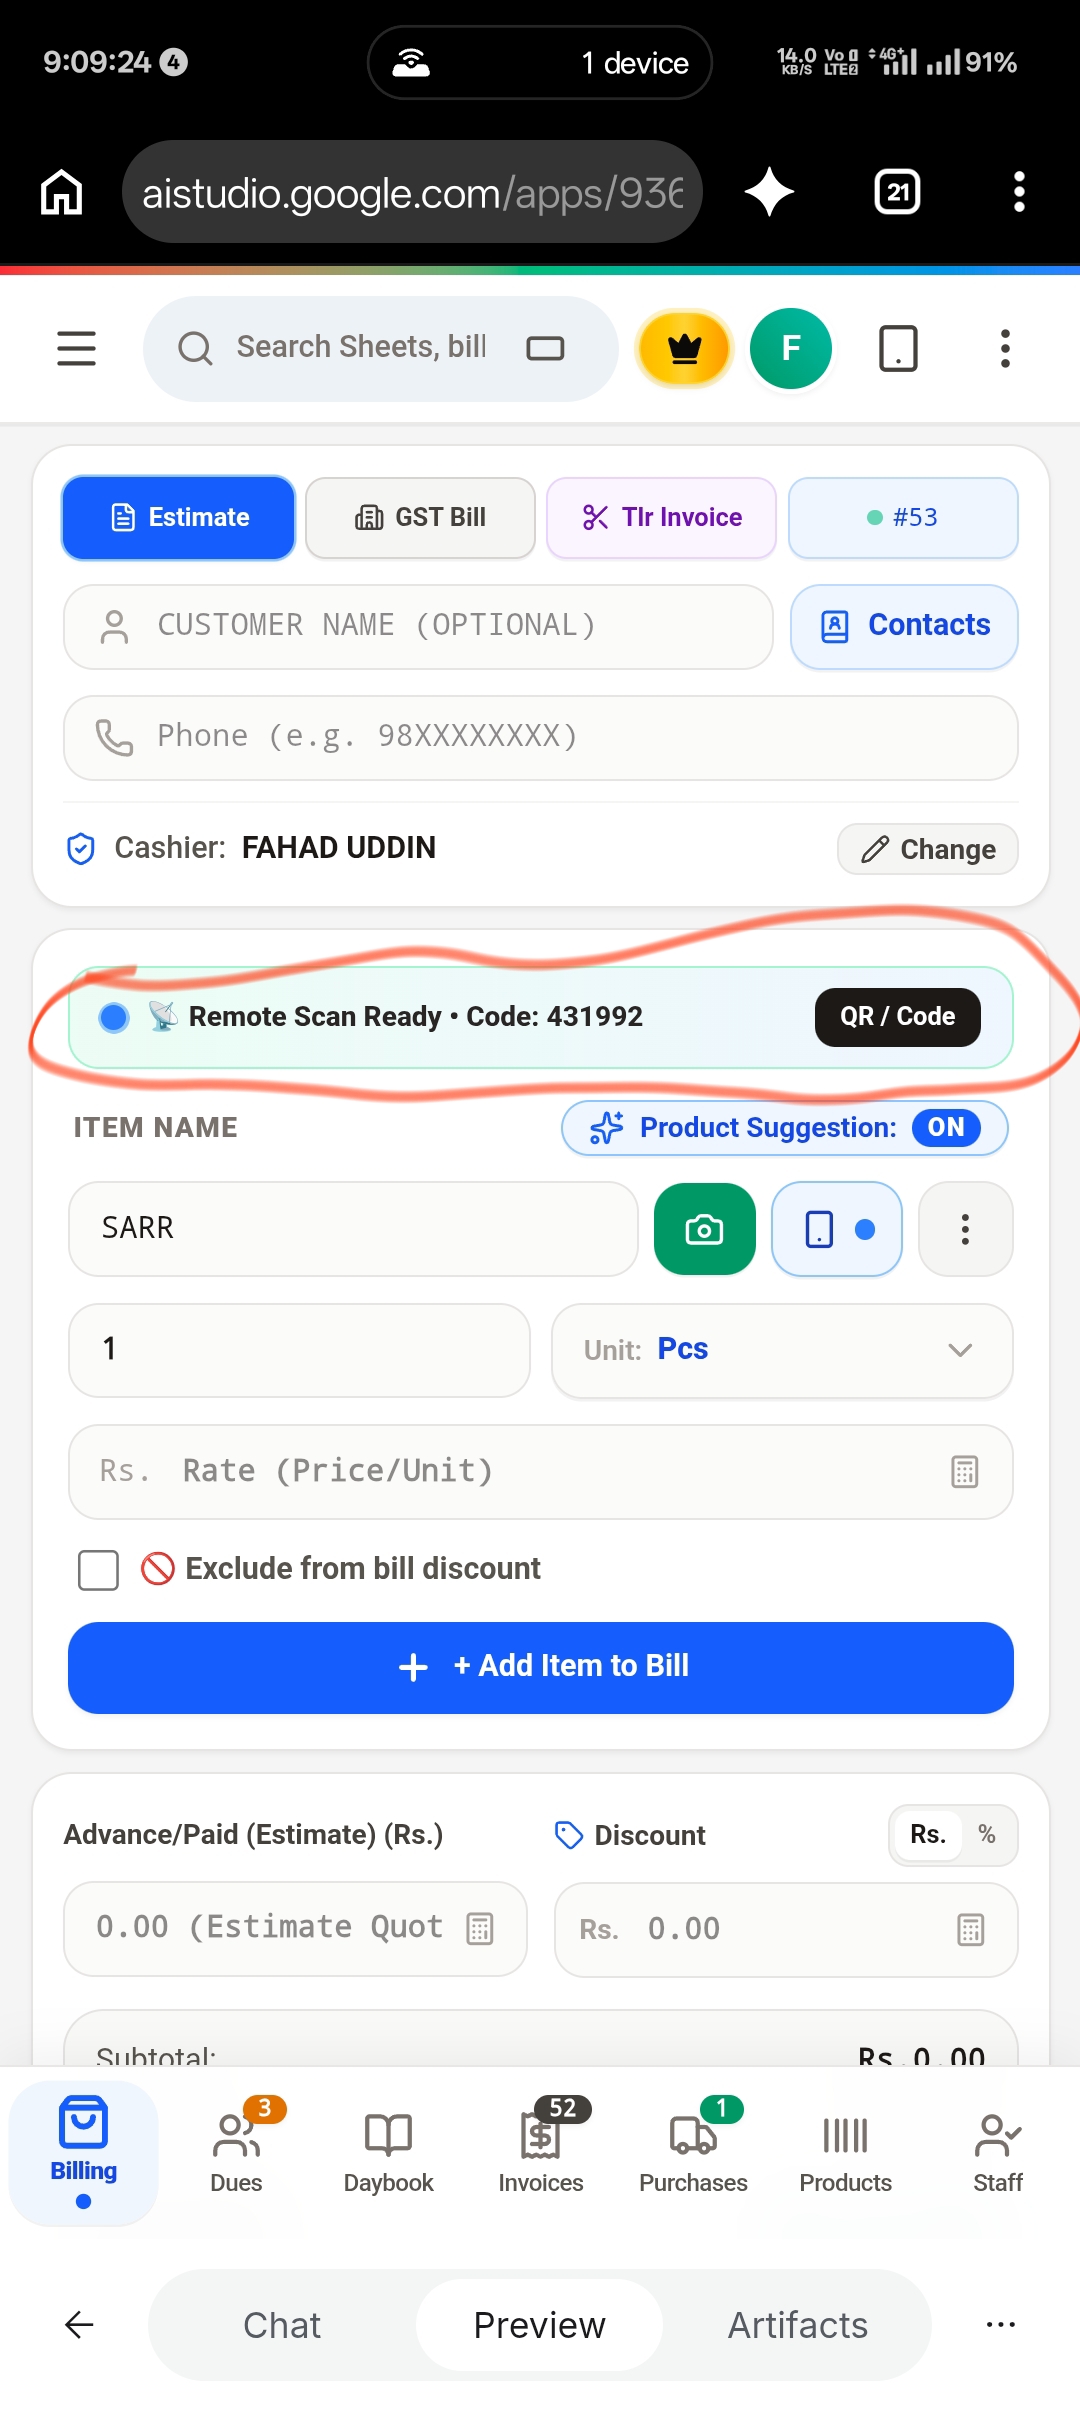 9:09:24 4
1 device
14.0 KB/S Vo LTE2 4G+ 91%
aistudio.google.com/apps/936
21
Search Sheets, bill
F
Estimate
GST Bill
Tlr Invoice
#53
CUSTOMER NAME (OPTIONAL)
Contacts
Phone (e.g. 98XXXXXXXX)
Cashier: FAHAD UDDIN
Change
Remote Scan Ready • Code: 431992
QR / Code
ITEM NAME
Product Suggestion: ON
SARR
1
Unit: Pcs
Rs. Rate (Price/Unit)
Exclude from bill discount
+ Add Item to Bill
Advance/Paid (Estimate) (Rs.)
Discount
Rs. %
0.00 (Estimate Quot
Rs. 0.00
Subtotal:
Rs.0.00
3
52
1
Billing
Dues
Daybook
Invoices
Purchases
Products
Staff
Chat
Preview
Artifacts